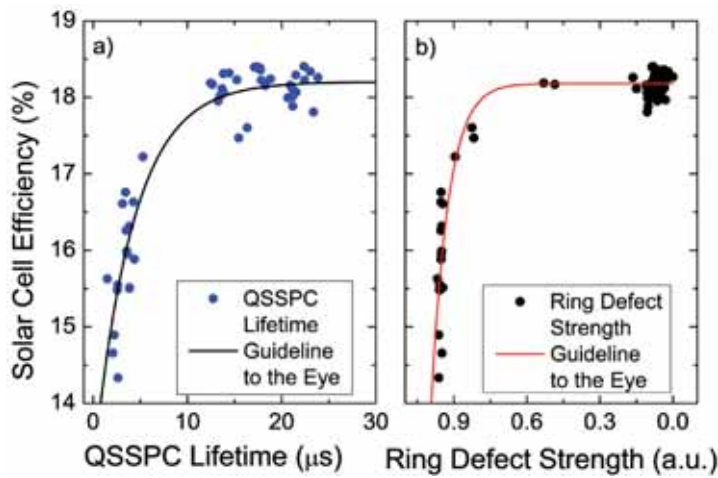 Solar Cell Efficiency (%)
19
18
17
16
15
14
a)
QSSPC
Lifetime
Guideline
to the Eye
0
10
20
30
QSSPC Lifetime (μs)
b)
Ring Defect
Strength
Guideline
to the Eye
0.9
0.6
0.3
0.0
Ring Defect Strength (a.u.)